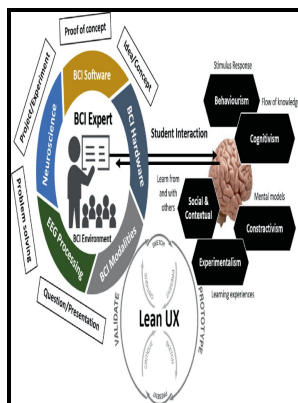 Proof of concept
Idea/Concept
Project/Experiment
Problem solving
Question/Presentation
BCI Software
BCI Hardware
Neuroscience
EEG Processing
BCI Modalities
BCI Expert
BCI Environment
Student Interaction
Stimulus Response
Behaviourism
Flow of knowledge
Cognitivism
Learn from
and with
others
Social &
Contextual
Mental models
Constractivism
Experimentalism
Learning experiences
Lean UX
VALIDATE
PROTOTYPE